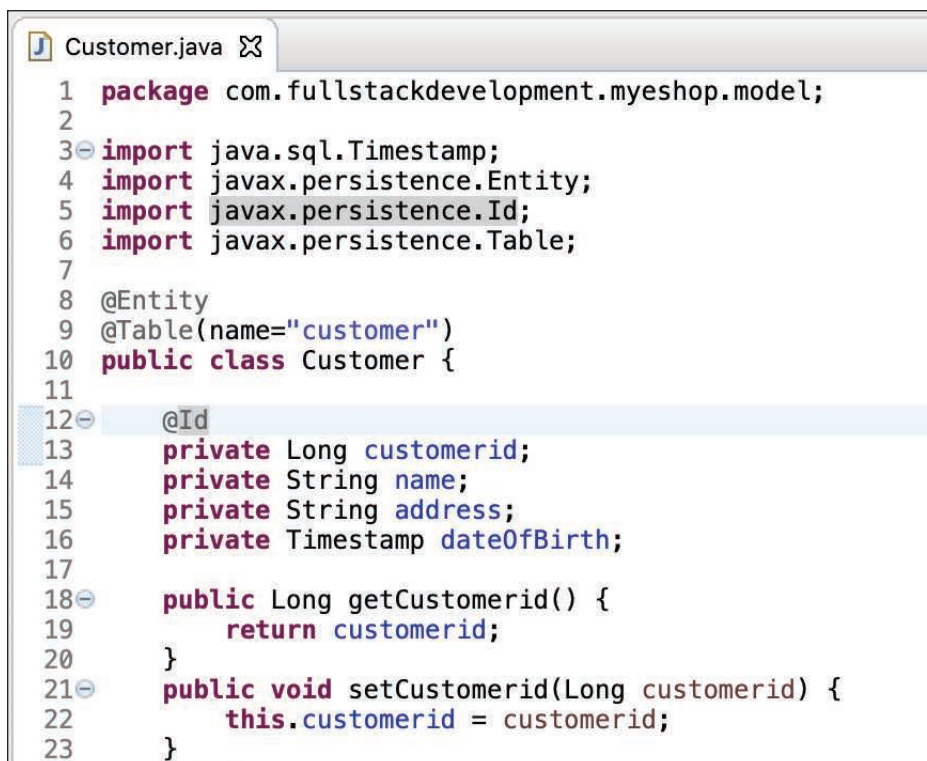 Customer.java
1 package com.fullstackdevelopment.myeshop.model;
2
3 import java.sql.Timestamp;
4 import javax.persistence.Entity;
5 import javax.persistence.Id;
6 import javax.persistence.Table;
7
8 @Entity
9 @Table(name="customer")
10 public class Customer {
11
12     @Id
13     private Long customerid;
14     private String name;
15     private String address;
16     private Timestamp dateOfBirth;
17
18     public Long getCustomerid() {
19         return customerid;
20     }
21     public void setCustomerid(Long customerid) {
22         this.customerid = customerid;
23     }